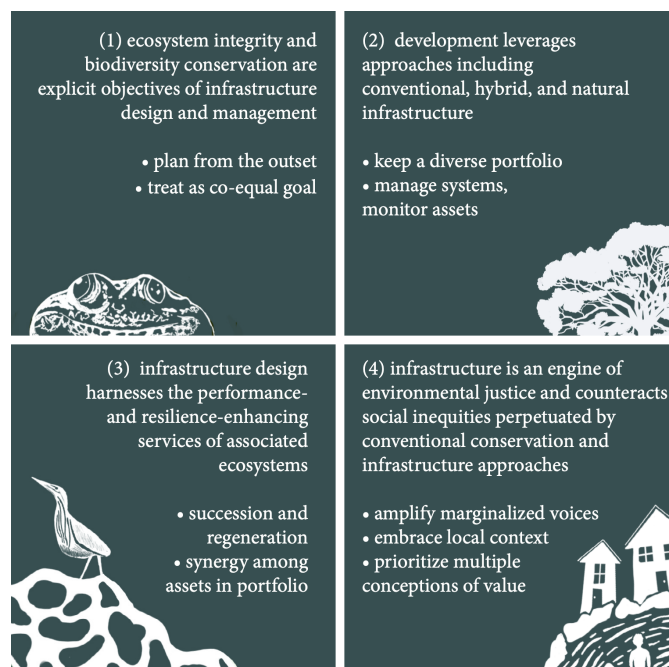 (1) ecosystem integrity and
biodiversity conservation are
explicit objectives of infrastructure
design and management
• plan from the outset
• treat as co-equal goal
(2) development leverages
approaches including
conventional, hybrid, and natural
infrastructure
• keep a diverse portfolio
• manage systems,
monitor assets
(3) infrastructure design
harnesses the performance-
and resilience-enhancing
services of associated
ecosystems
• succession and
regeneration
• synergy among
assets in portfolio
(4) infrastructure is an engine of
environmental justice and counteracts
social inequities perpetuated by
conventional conservation and
infrastructure approaches
• amplify marginalized voices
• embrace local context
• prioritize multiple
conceptions of value